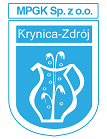 MPGK Sp. z o.o.
Krynica-Zdrój